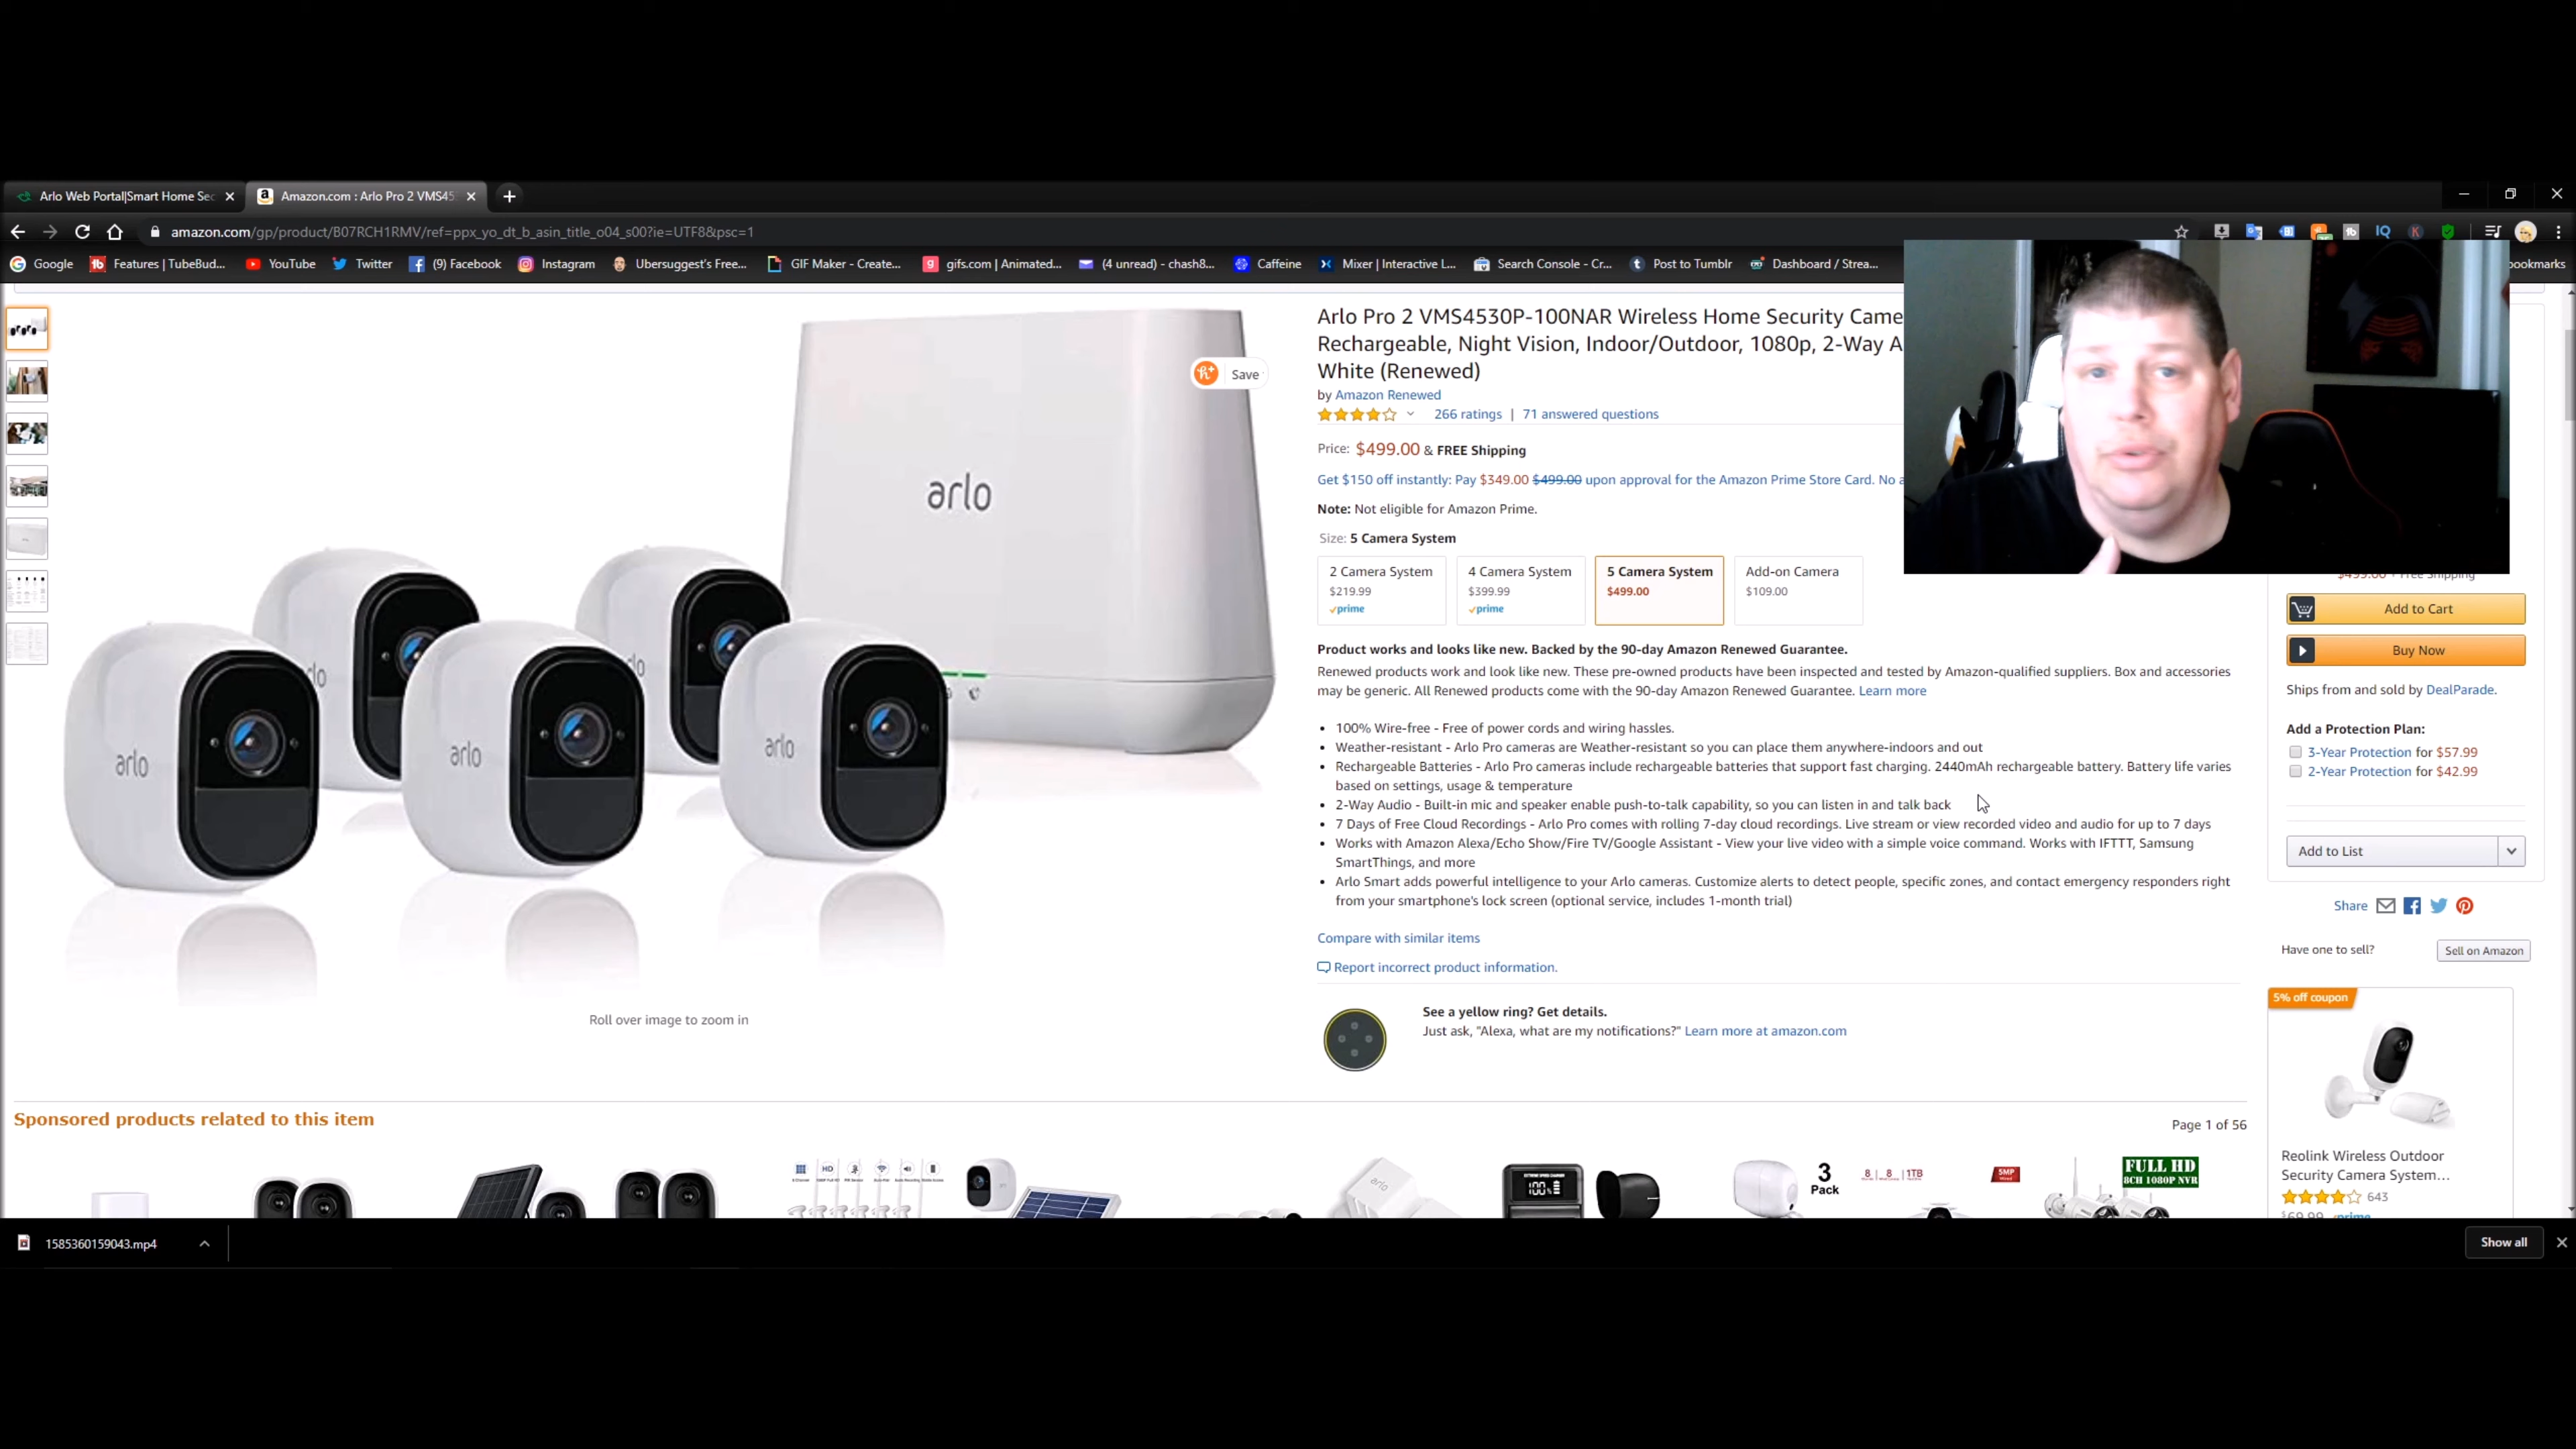 Arlo Web Portal|Smart Home Sec
Amazon.com : Arlo Pro 2 VMS45
amazon.com/gp/product/B07RCH1RMV/ref=ppx_yo_dt_b_asin_title_o04_s00?ie=UTF8&psc=1
Google Features | TubeBud... YouTube Twitter (9) Facebook Instagram Ubersuggest's Free... GIF Maker - Create... gifs.com | Animated... (4 unread) - chash8... Caffeine Mixer | Interactive L... Search Console - Cr... Post to Tumblr Dashboard / Strea... bookmarks
Save
arlo
arlo
arlo
arlo
Roll over image to zoom in
Arlo Pro 2 VMS4530P-100NAR Wireless Home Security Came
Rechargeable, Night Vision, Indoor/Outdoor, 1080p, 2-Way A
White (Renewed)
by Amazon Renewed
266 ratings | 71 answered questions
Price: $499.00 & FREE Shipping
Get $150 off instantly: Pay $349.00 $499.00 upon approval for the Amazon Prime Store Card. No a
Note: Not eligible for Amazon Prime.
Size: 5 Camera System
2 Camera System
$219.99
prime
4 Camera System
$399.99
prime
5 Camera System
$499.00
Add-on Camera
$109.00
Product works and looks like new. Backed by the 90-day Amazon Renewed Guarantee.
Renewed products work and look like new. These pre-owned products have been inspected and tested by Amazon-qualified suppliers. Box and accessories
may be generic. All Renewed products come with the 90-day Amazon Renewed Guarantee. Learn more
• 100% Wire-free - Free of power cords and wiring hassles.
• Weather-resistant - Arlo Pro cameras are Weather-resistant so you can place them anywhere-indoors and out
• Rechargeable Batteries - Arlo Pro cameras include rechargeable batteries that support fast charging. 2440mAh rechargeable battery. Battery life varies
based on settings, usage & temperature
• 2-Way Audio - Built-in mic and speaker enable push-to-talk capability, so you can listen in and talk back
• 7 Days of Free Cloud Recordings - Arlo Pro comes with rolling 7-day cloud recordings. Live stream or view recorded video and audio for up to 7 days
• Works with Amazon Alexa/Echo Show/Fire TV/Google Assistant - View your live video with a simple voice command. Works with IFTTT, Samsung
SmartThings, and more
• Arlo Smart adds powerful intelligence to your Arlo cameras. Customize alerts to detect people, specific zones, and contact emergency responders right
from your smartphone's lock screen (optional service, includes 1-month trial)
Compare with similar items
Report incorrect product information.
See a yellow ring? Get details.
Just ask, "Alexa, what are my notifications?" Learn more at amazon.com
$499.00 + Free Shipping
Add to Cart
Buy Now
Ships from and sold by DealParade.
Add a Protection Plan:
3-Year Protection for $57.99
2-Year Protection for $42.99
Add to List
Share
Have one to sell?
Sell on Amazon
5% off coupon
Reolink Wireless Outdoor
Security Camera System...
643
$69.99 prime
Sponsored products related to this item
Page 1 of 56
HD
arlo
100%
3
Pack
8 | 8 | 1TB
5MP
FULL HD
8CH 1080P NVR
1585360159043.mp4
Show all